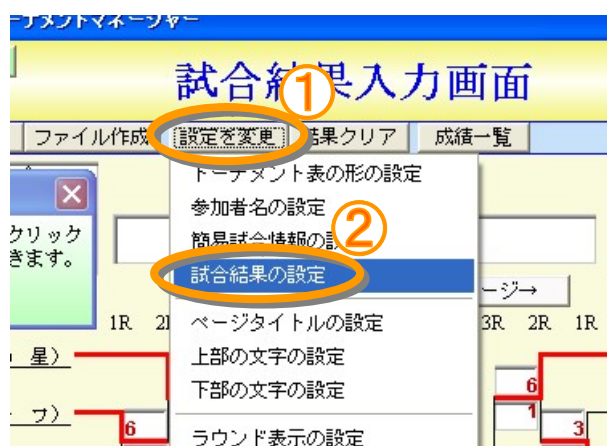 ーナメントマネージャー
試合結果入力画面
①
ファイル作成 設定を変更 結果クリア 成績一覧
トーナメント表の形の設定
参加者名の設定
クリック
簡易試合情報の設
②
きます。
試合結果の設定
ージ→
1R 2 ページタイトルの設定 3R 2R 1R
星) 上部の文字の設定
下部の文字の設定
6
1
ワ)
6
3
ラウンド表示の設定